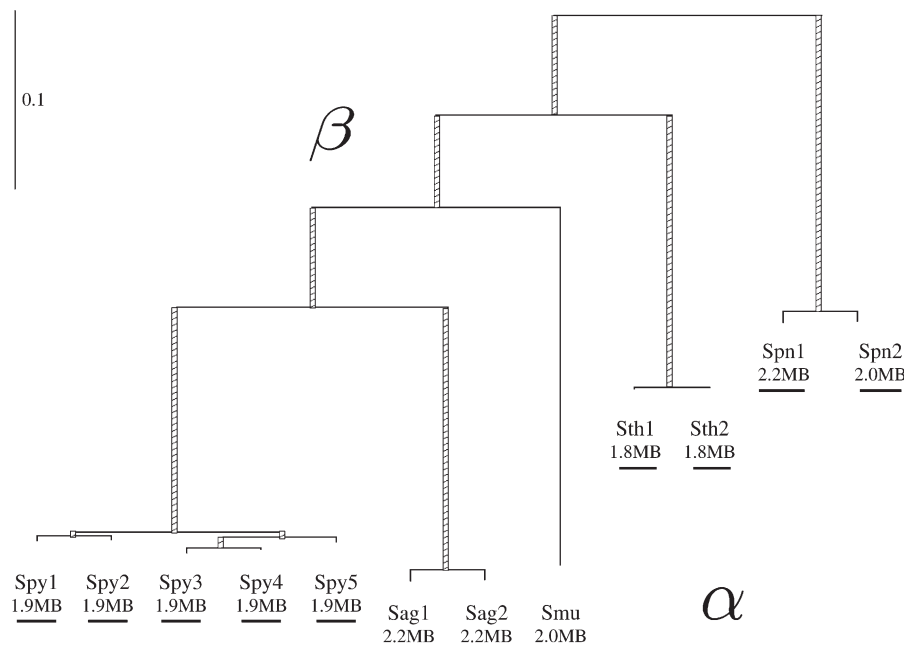 0.1
β
Spn1 Spn2
2.2MB 2.0MB
Sth1 Sth2
1.8MB 1.8MB
Spy1 Spy2 Spy3 Spy4 Spy5
1.9MB 1.9MB 1.9MB 1.9MB 1.9MB
Sag1 Sag2 Smu
2.2MB 2.2MB 2.0MB
α